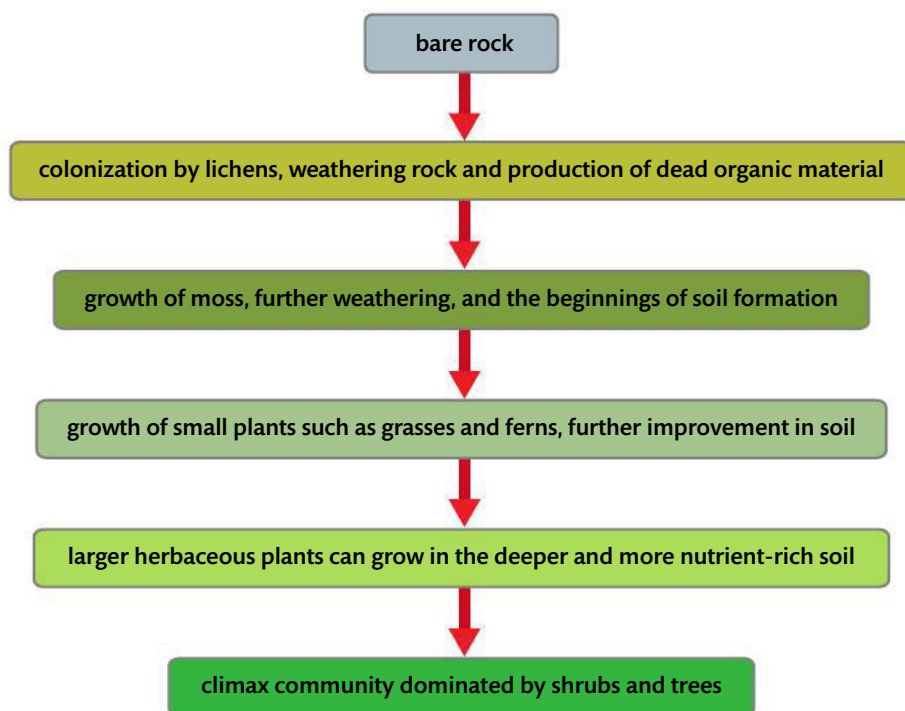 bare rock
colonization by lichens, weathering rock and production of dead organic material
growth of moss, further weathering, and the beginnings of soil formation
growth of small plants such as grasses and ferns, further improvement in soil
larger herbaceous plants can grow in the deeper and more nutrient-rich soil
climax community dominated by shrubs and trees